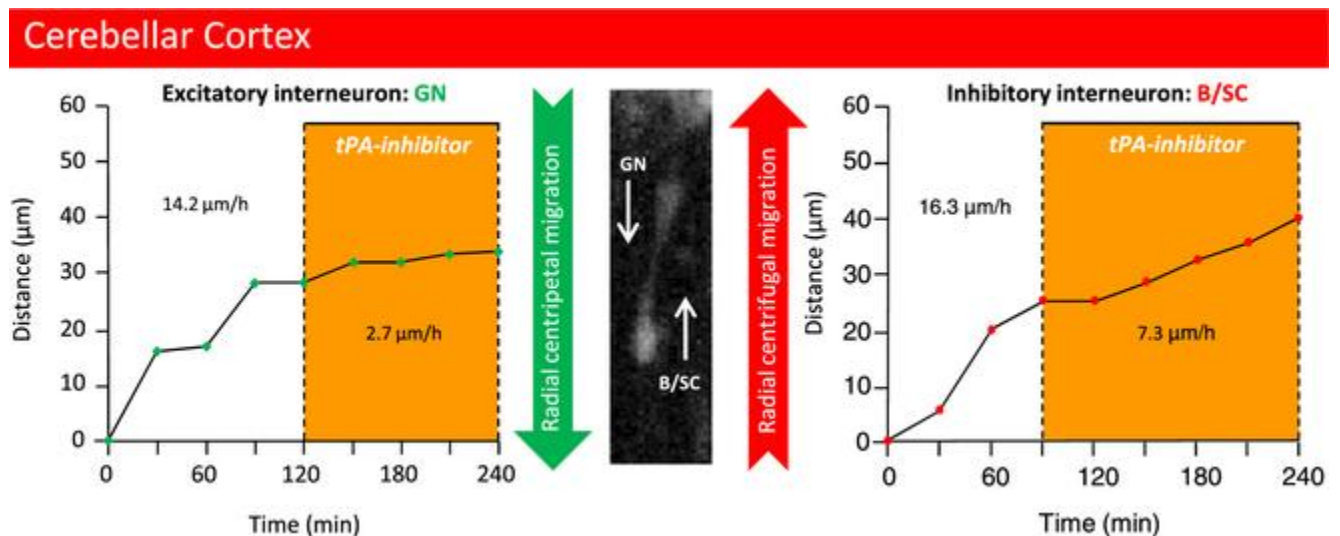 Cerebellar Cortex
Excitatory interneuron: GN
60
50
40
30
20
10
0
Distance (µm)
tPA-inhibitor
14.2 µm/h
2.7 µm/h
0
60
120
180
240
Time (min)
Radial centripetal migration
GN
B/SC
Radial centrifugal migration
Inhibitory interneuron: B/SC
60
50
40
30
20
10
0
Distance (µm)
tPA-inhibitor
16.3 µm/h
7.3 µm/h
0
60
120
180
240
Time (min)